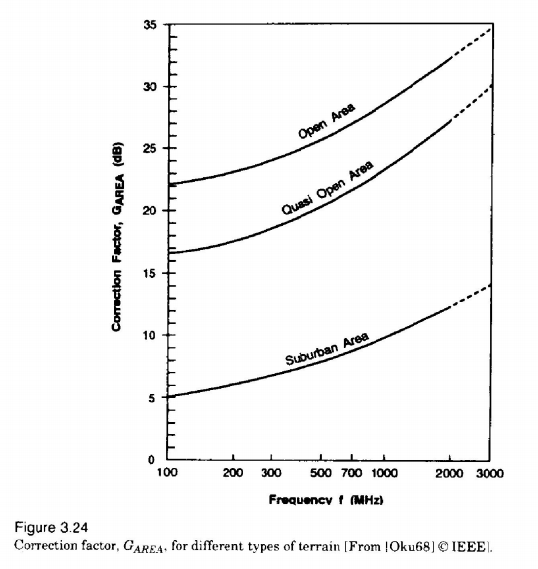 35
30
25
20
15
10
5
0
Correction Factor, GAREA (dB)
Open Area
Quasi Open Area
Suburban Area
100 200 300 500 700 1000 2000 3000
Frequency f (MHz)
Figure 3.24
Correction factor, GAREA, for different types of terrain [From [Oku68] © IEEE].